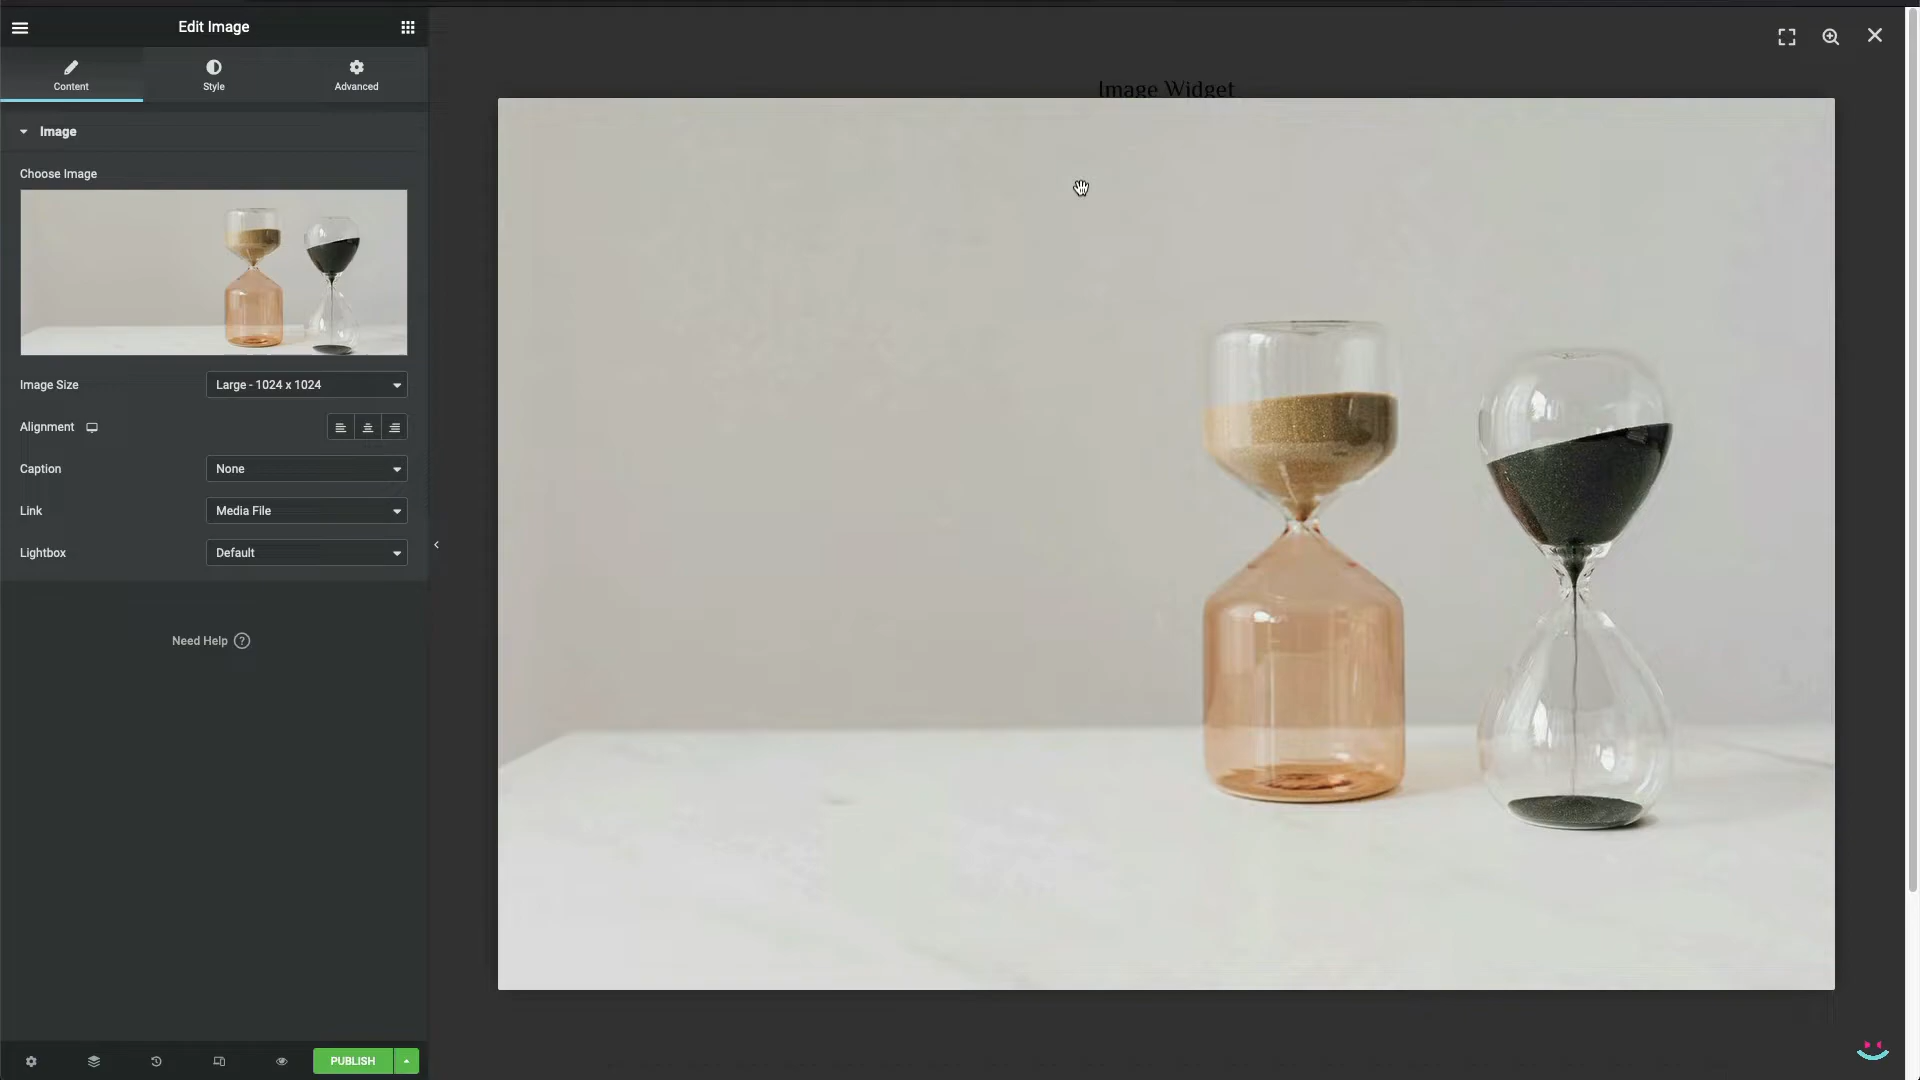 Edit Image
Content
Style
Advanced
Image Widget
Image
Choose Image
Image Size
Large - 1024 x 1024
Alignment
Caption
None
Link
Media File
Lightbox
Default
Need Help ?
PUBLISH